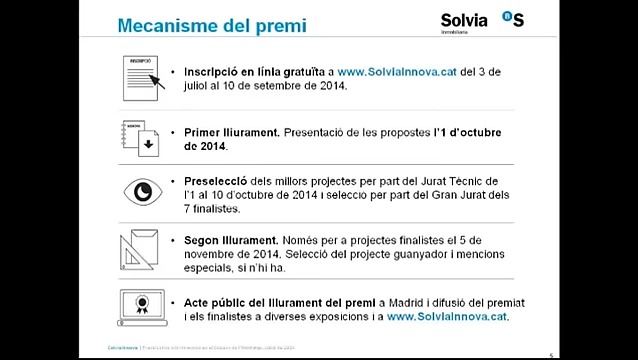 Mecanisme del premi
Solvia
Inmobiliaria
S
INSCRIPCIÓ
Inscripció en línia gratuïta a www.SolviaInnova.cat del 3 de
juliol al 10 de setembre de 2014.
Primer lliurament. Presentació de les propostes l'1 d'octubre
de 2014.
Preselecció dels millors projectes per part del Jurat Tècnic de
l'1 al 10 d'octubre de 2014 i selecció per part del Gran Jurat dels
7 finalistes.
Segon lliurament. Només per a projectes finalistes el 5 de
novembre de 2014. Selecció del projecte guanyador i mencions
especials, si n'hi ha.
Acte públic del lliurament del premi a Madrid i difusió del premiat
i els finalistes a diverses exposicions i a www.SolviaInnova.cat.
SolviaInnova
5